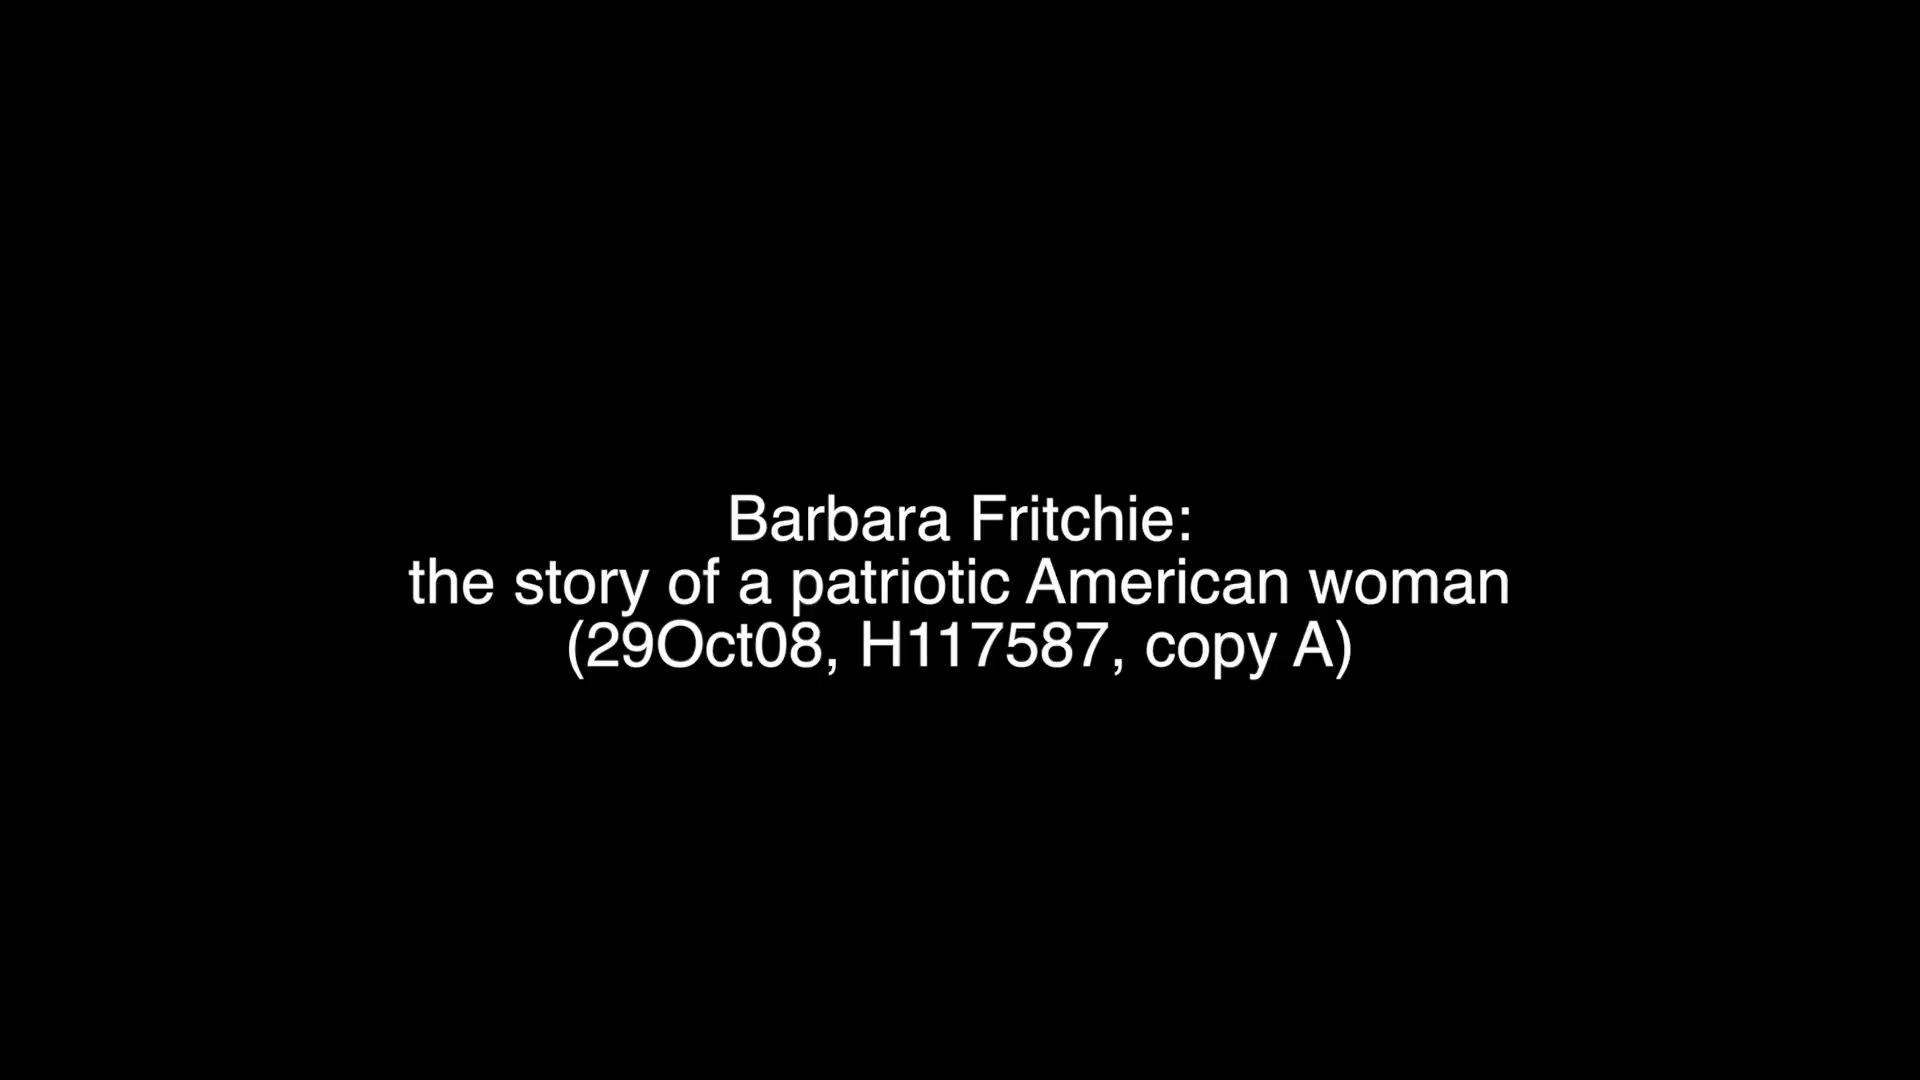 Barbara Fritchie:
the story of a patriotic American woman
(29Oct08, H117587, copy A)